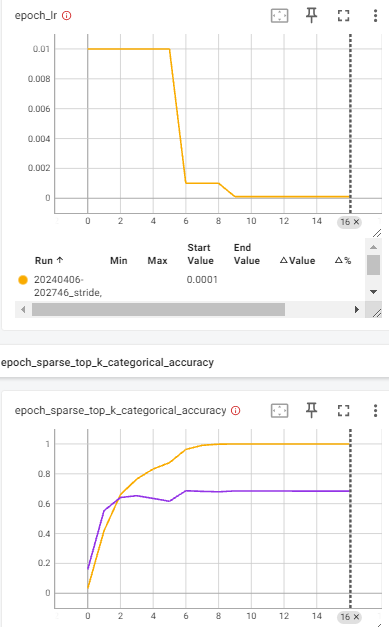 epoch_lr
0.01
0.008
0.006
0.004
0.002
0
0 2 4 6 8 10 12 14 16
Run ↑ Min Max Start Value End Value ΔValue Δ%
20240406-
202746_stride, 0.0001
epoch_sparse_top_k_categorical_accuracy
epoch_sparse_top_k_categorical_accuracy
1
0.8
0.6
0.4
0.2
0
0 2 4 6 8 10 12 14 16